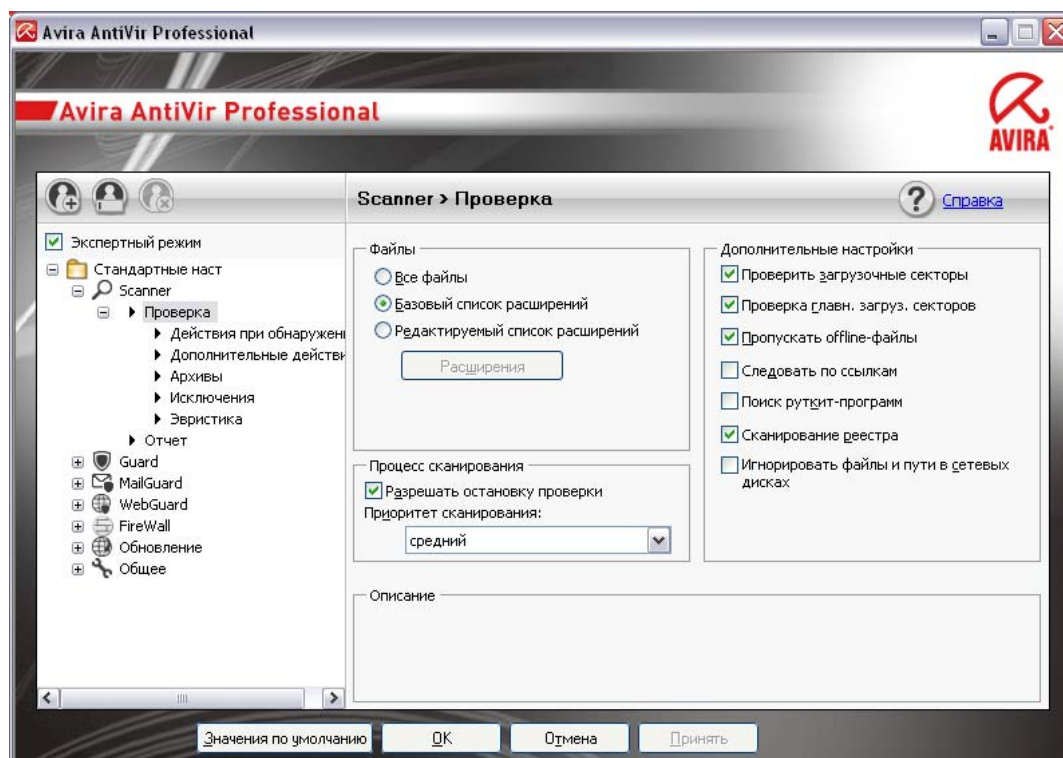 Avira AntiVir Professional
Avira AntiVir Professional
AVIRA
Scanner > Проверка
Справка
Экспертный режим
Стандартные наст
Scanner
Проверка
Действия при обнаружен
Дополнительные действи
Архивы
Исключения
Эвристика
Отчет
Guard
MailGuard
WebGuard
FireWall
Обновление
Общее
Файлы
Все файлы
Базовый список расширений
Редактируемый список расширений
Расширения
Процесс сканирования
Разрешать остановку проверки
Приоритет сканирования:
средний
Дополнительные настройки
Проверить загрузочные секторы
Проверка главн. загруз. секторов
Пропускать offline-файлы
Следовать по ссылкам
Поиск руткит-программ
Сканирование реестра
Игнорировать файлы и пути в сетевых
дисках
Описание
Значения по умолчанию
OK
Отмена
Принять